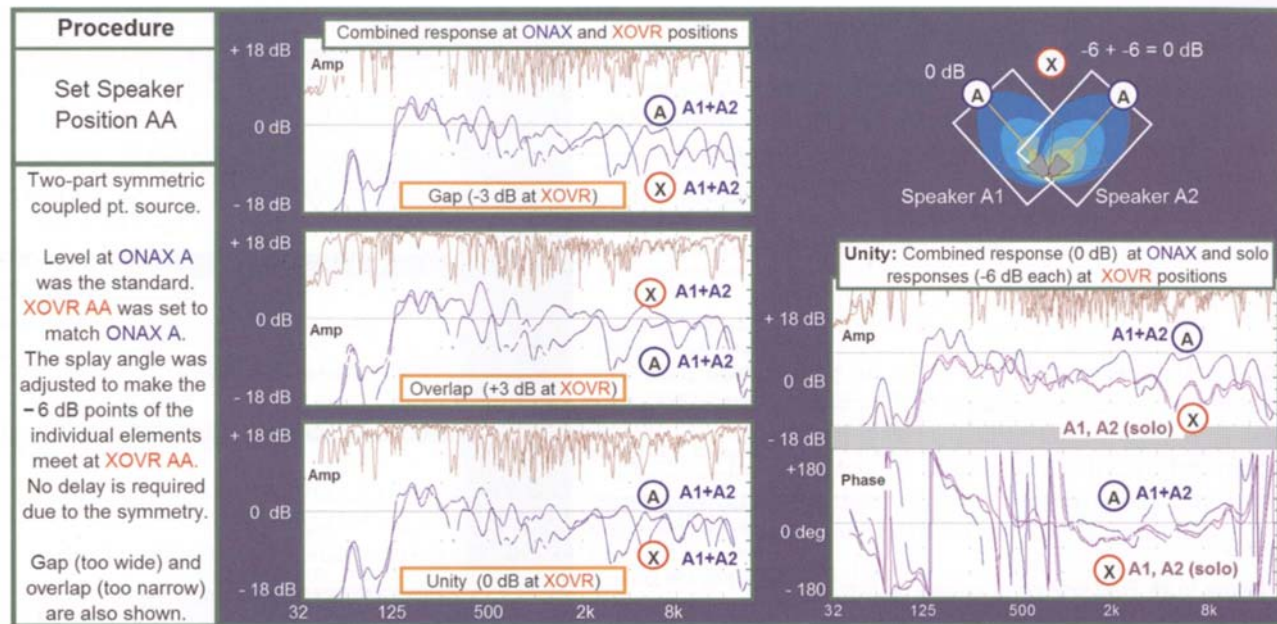 Procedure
Set Speaker
Position AA
Two-part symmetric
coupled pt. source.
Level at ONAX A
was the standard.
XOVR AA was set to
match ONAX A.
The splay angle was
adjusted to make the
– 6 dB points of the
individual elements
meet at XOVR AA.
No delay is required
due to the symmetry.
Gap (too wide) and
overlap (too narrow)
are also shown.
Combined response at ONAX and XOVR positions
+ 18 dB
Amp
A A1+A2
0 dB
X A1+A2
Gap (-3 dB at XOVR)
- 18 dB
+ 18 dB
X A1+A2
0 dB
Amp
A A1+A2
Overlap (+3 dB at XOVR)
- 18 dB
+ 18 dB
Amp
A A1+A2
0 dB
X A1+A2
Unity (0 dB at XOVR)
- 18 dB
32 125 500 2k 8k
X -6 + -6 = 0 dB
0 dB
A A
Speaker A1 Speaker A2
Unity: Combined response (0 dB) at ONAX and solo
responses (-6 dB each) at XOVR positions
+ 18 dB
Amp
A1+A2 A
0 dB
X
A1, A2 (solo)
- 18 dB
+180
Phase
A A1+A2
0 deg
X A1, A2 (solo)
-180
32 125 500 2k 8k